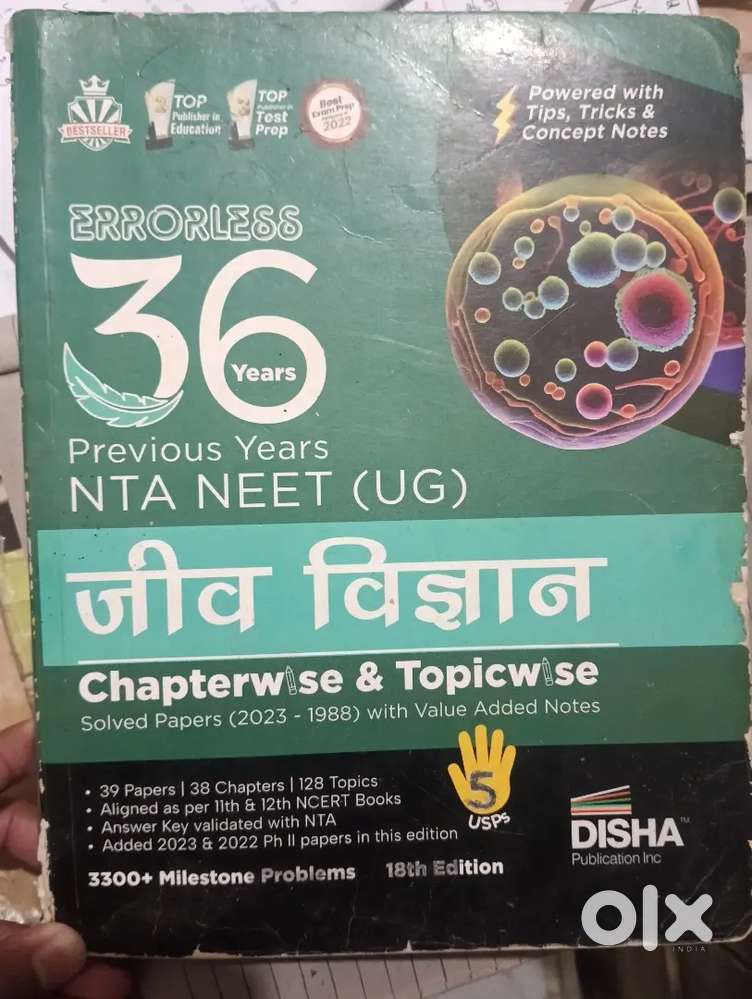 BESTSELLER
TOP
Publisher in
Education
TOP
Publisher in
Test
Prep
Best
Exam Prep
2022
Powered with
Tips, Tricks &
Concept Notes
ERRORLESS
36
Years
Previous Years
NTA NEET (UG)
जीव विज्ञान
Chapterwise & Topicwise
Solved Papers (2023 - 1988) with Value Added Notes
• 39 Papers | 38 Chapters | 128 Topics
• Aligned as per 11th & 12th NCERT Books
• Answer Key validated with NTA
• Added 2023 & 2022 Ph II papers in this edition
5
USPs
3300+ Milestone Problems 18th Edition
DISHA™
Publication Inc
olx
INDIA